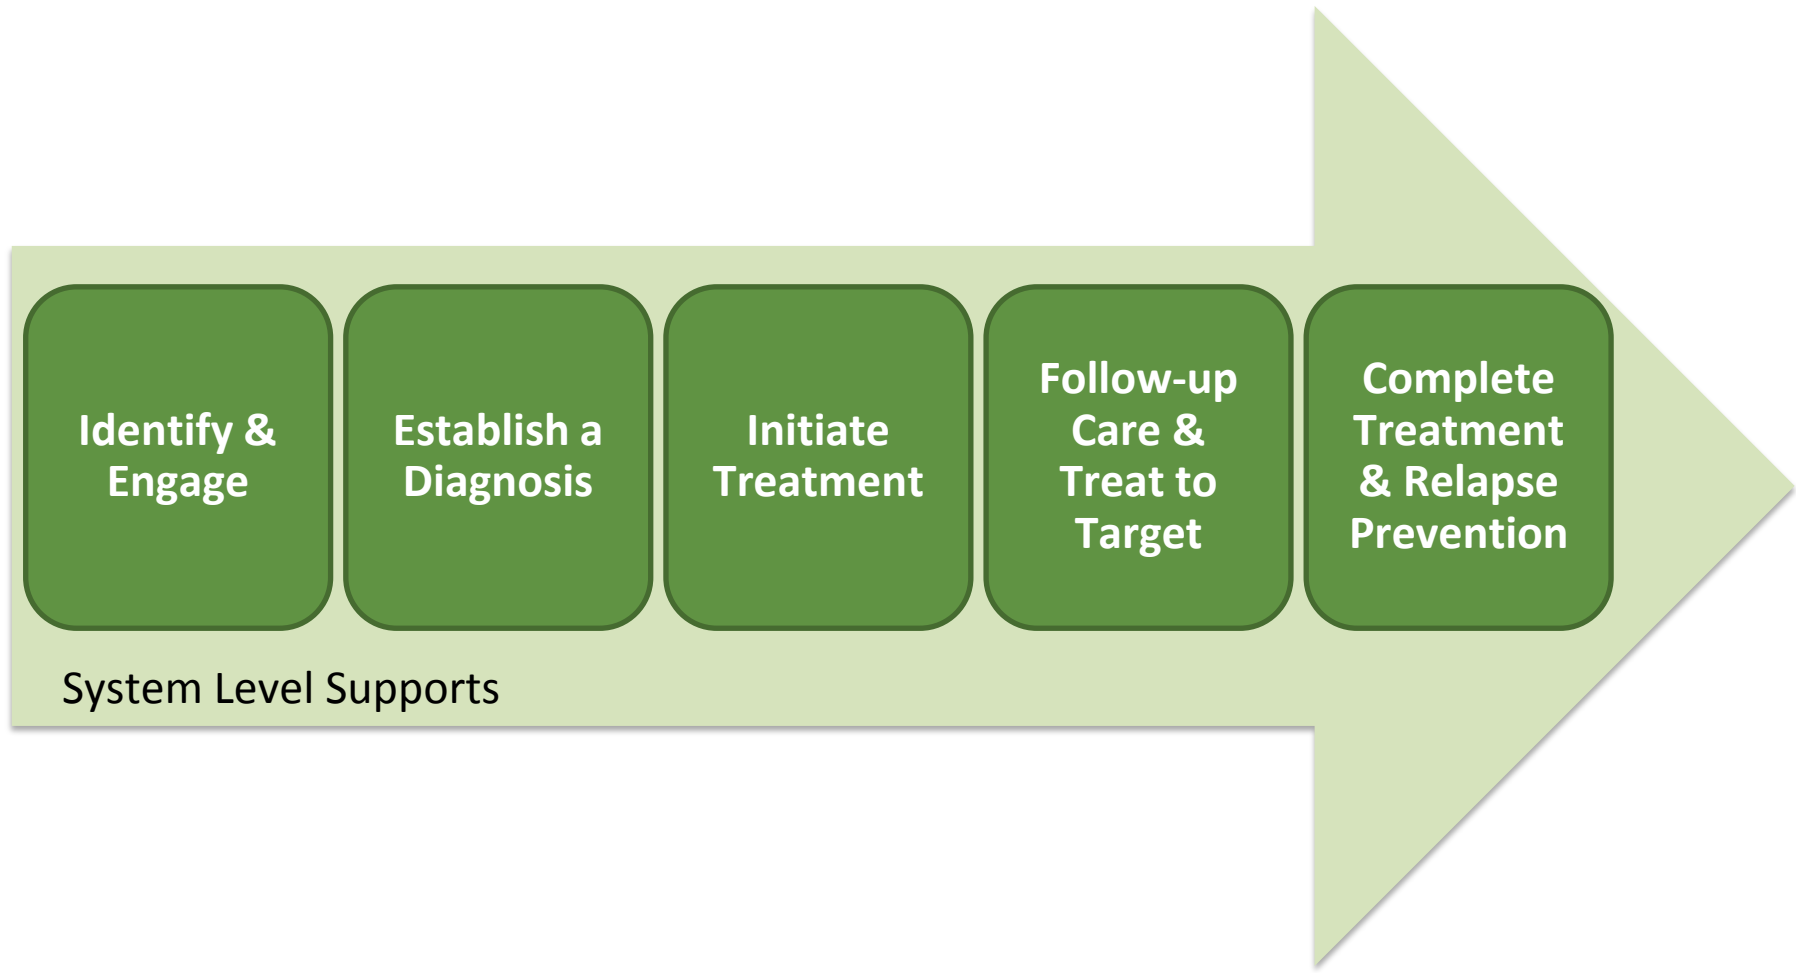 Identify &
Engage
Establish a
Diagnosis
Initiate
Treatment
Follow-up
Care &
Treat to
Target
Complete
Treatment
& Relapse
Prevention
System Level Supports